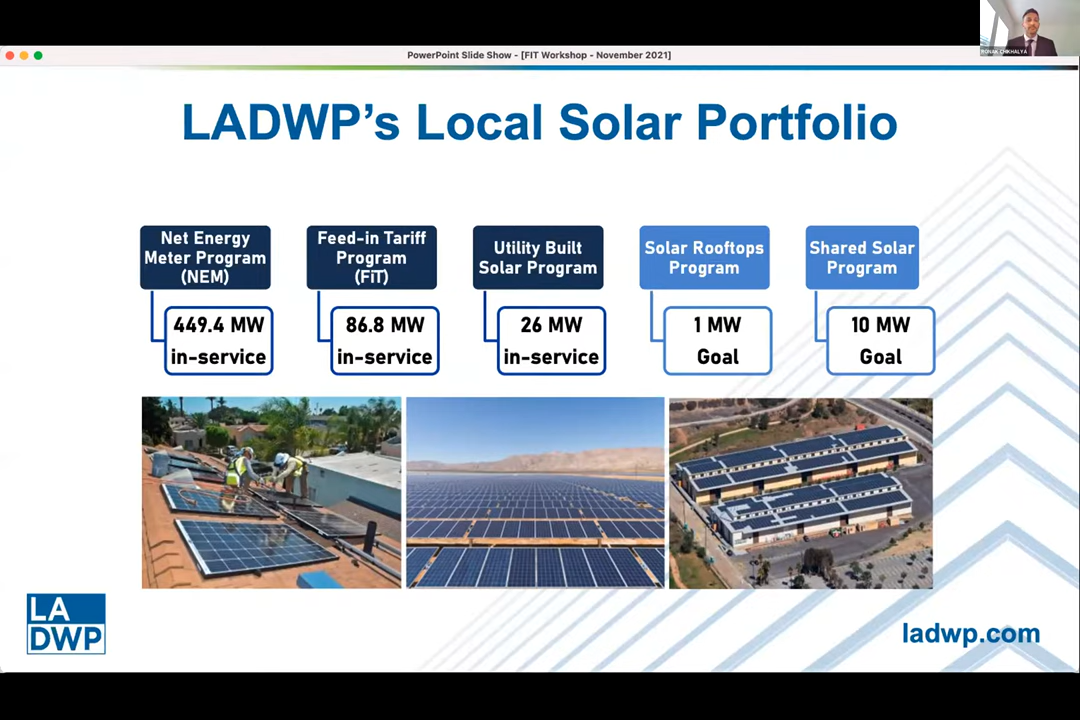 PowerPoint Slide Show - [FIT Workshop - November 2021]
RONAK CHIKHALYA
LADWP's Local Solar Portfolio
Net Energy
Meter Program
(NEM)
449.4 MW
in-service
Feed-in Tariff
Program
(FiT)
86.8 MW
in-service
Utility Built
Solar Program
26 MW
in-service
Solar Rooftops
Program
1 MW
Goal
Shared Solar
Program
10 MW
Goal
LA
DWP
ladwp.com